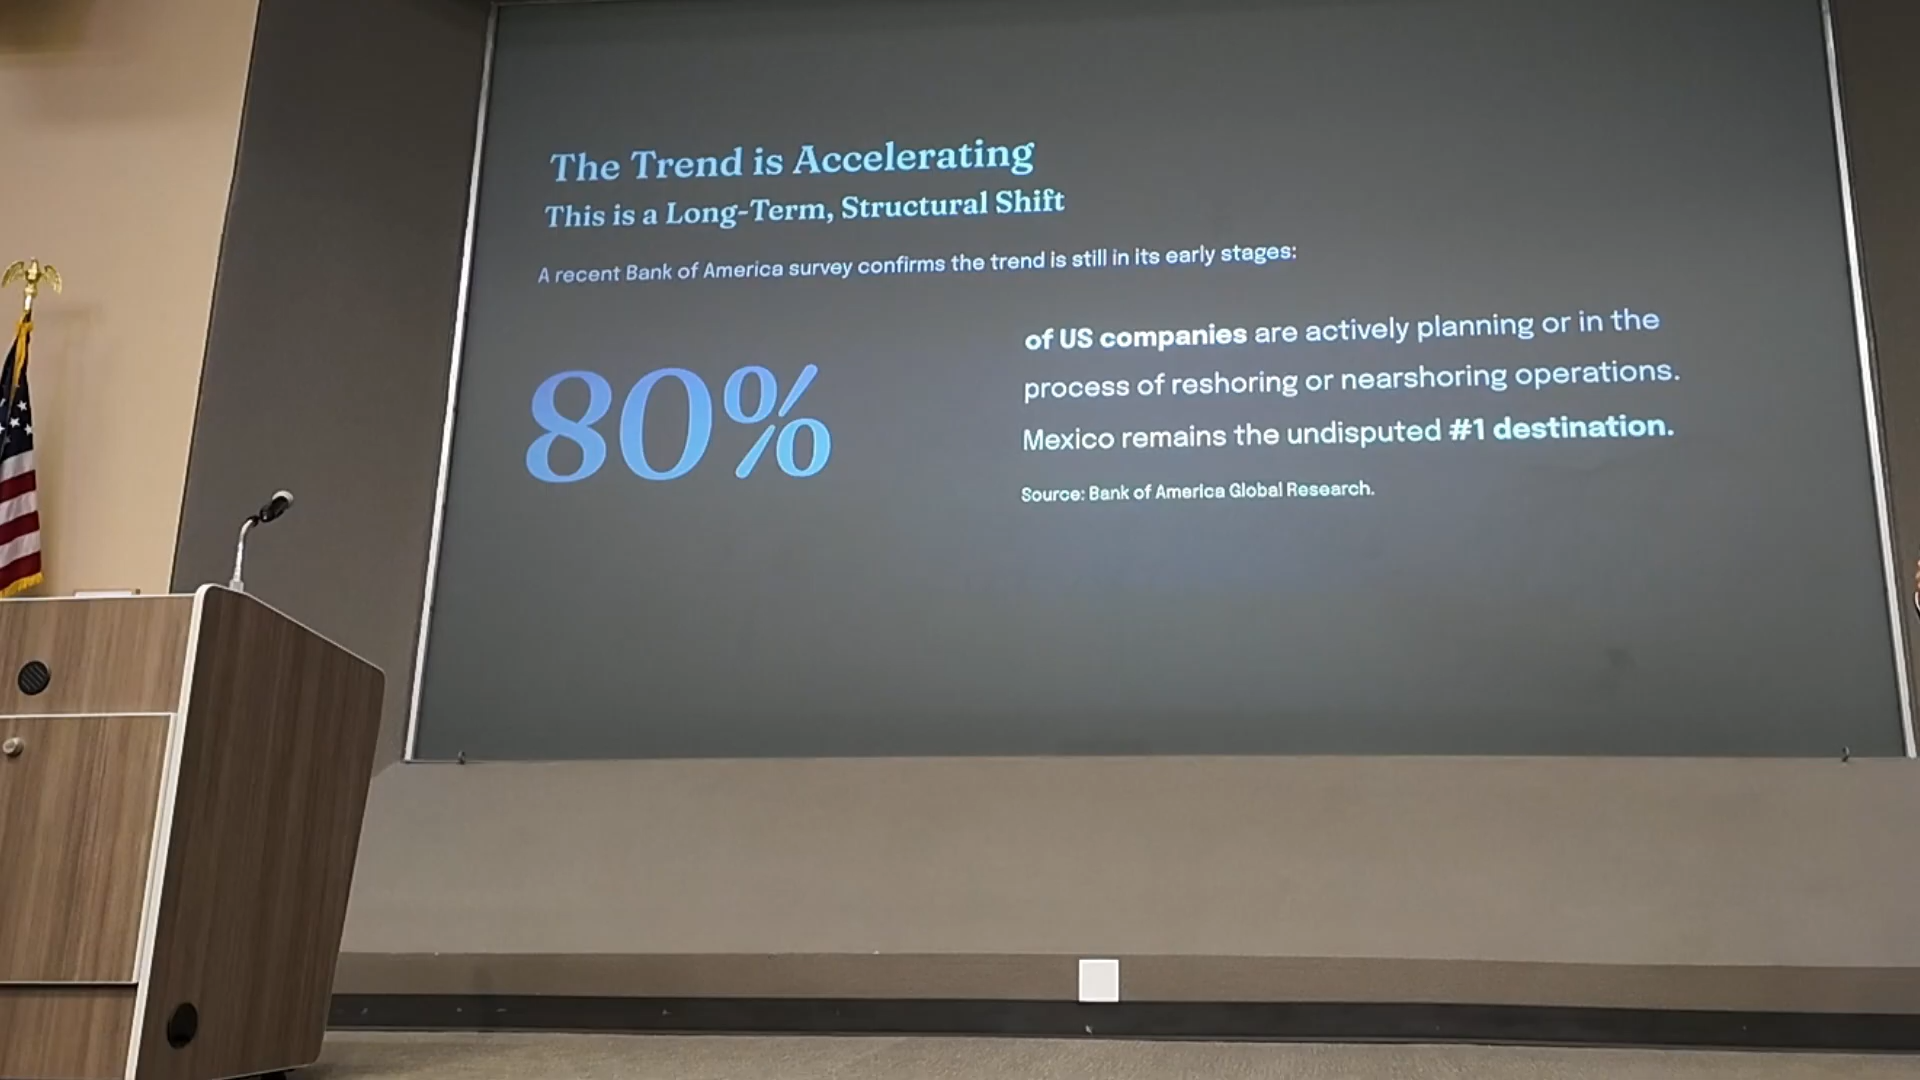 The Trend is Accelerating
This is a Long-Term, Structural Shift
A recent Bank of America survey confirms the trend is still in its early stages:
80%
of US companies are actively planning or in the
process of reshoring or nearshoring operations.
Mexico remains the undisputed #1 destination.
Source: Bank of America Global Research.